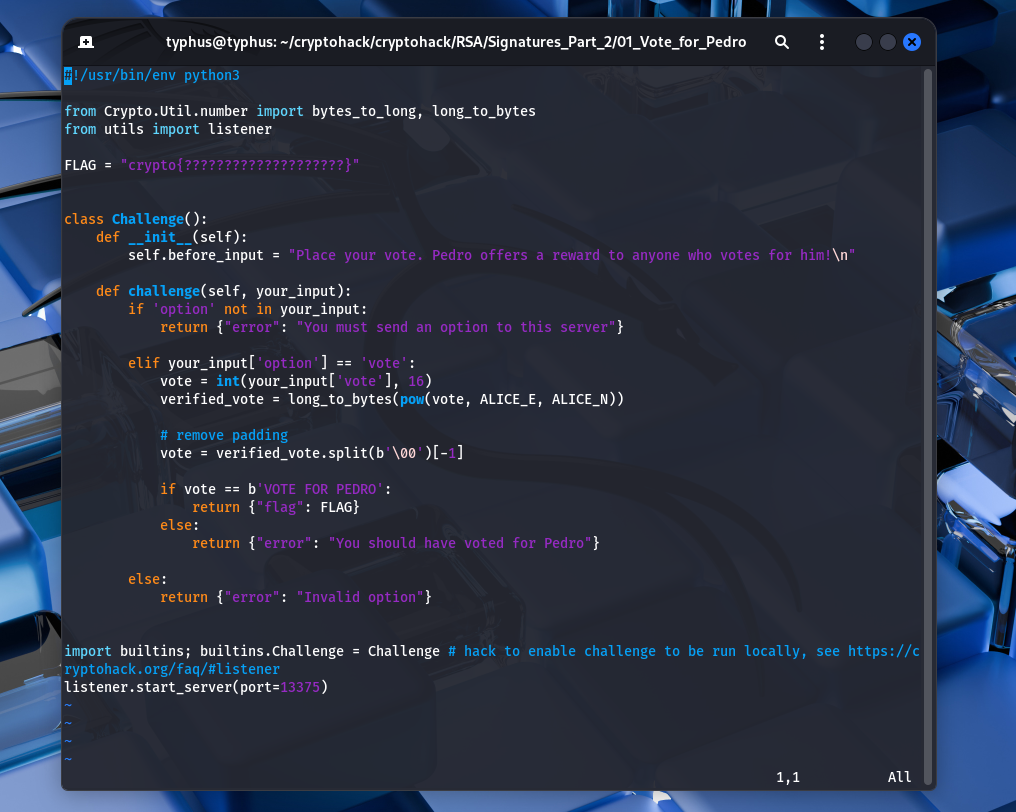 typhus@typhus: ~/cryptohack/cryptohack/RSA/Signatures_Part_2/01_Vote_for_Pedro
#!/usr/bin/env python3

from Crypto.Util.number import bytes_to_long, long_to_bytes
from utils import listener

FLAG = "crypto{????????????????????}"


class Challenge():
    def __init__(self):
        self.before_input = "Place your vote. Pedro offers a reward to anyone who votes for him!\n"

    def challenge(self, your_input):
        if 'option' not in your_input:
            return {"error": "You must send an option to this server"}

        elif your_input['option'] == 'vote':
            vote = int(your_input['vote'], 16)
            verified_vote = long_to_bytes(pow(vote, ALICE_E, ALICE_N))

            # remove padding
            vote = verified_vote.split(b'\00')[-1]

            if vote == b'VOTE FOR PEDRO':
                return {"flag": FLAG}
            else:
                return {"error": "You should have voted for Pedro"}

        else:
            return {"error": "Invalid option"}


import builtins; builtins.Challenge = Challenge # hack to enable challenge to be run locally, see https://c
ryptohack.org/faq/#listener
listener.start_server(port=13375)
~
~
~
~
1,1 All